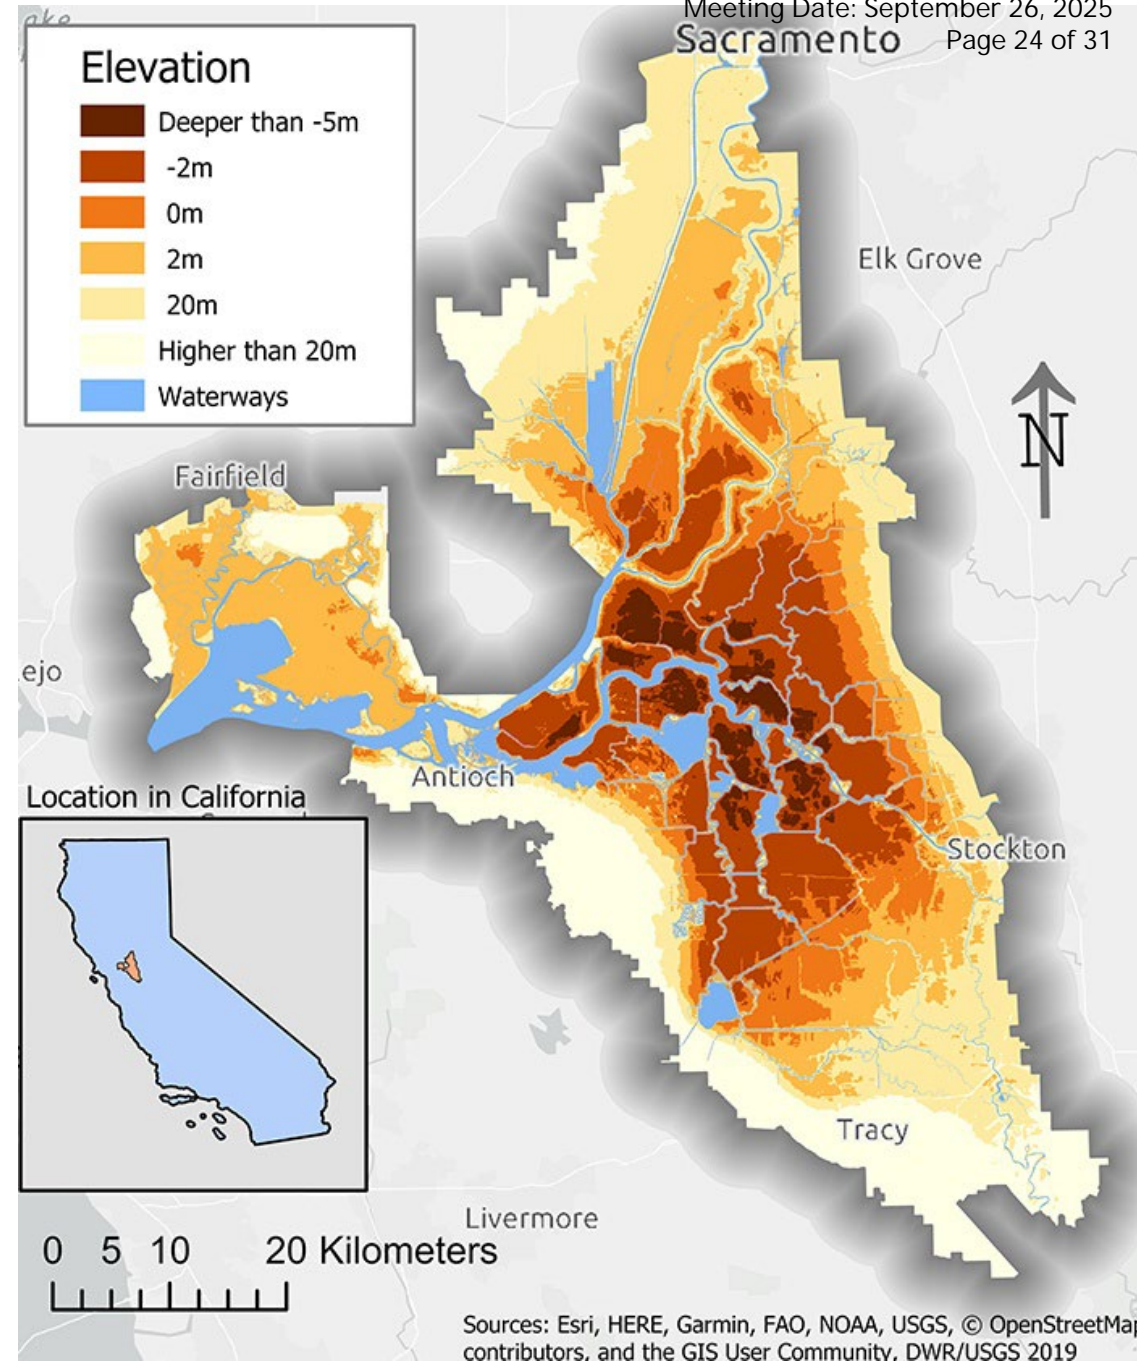 Meeting Date: September 26, 2025
Page 24 of 31
Sacramento
Elevation
Deeper than -5m
-2m
0m
2m
20m
Higher than 20m
Waterways
Elk Grove
N
Fairfield
ejo
Antioch
Location in California
Stockton
Tracy
Livermore
0 5 10 20 Kilometers
Sources: Esri, HERE, Garmin, FAO, NOAA, USGS, © OpenStreetMap
contributors, and the GIS User Community, DWR/USGS 2019